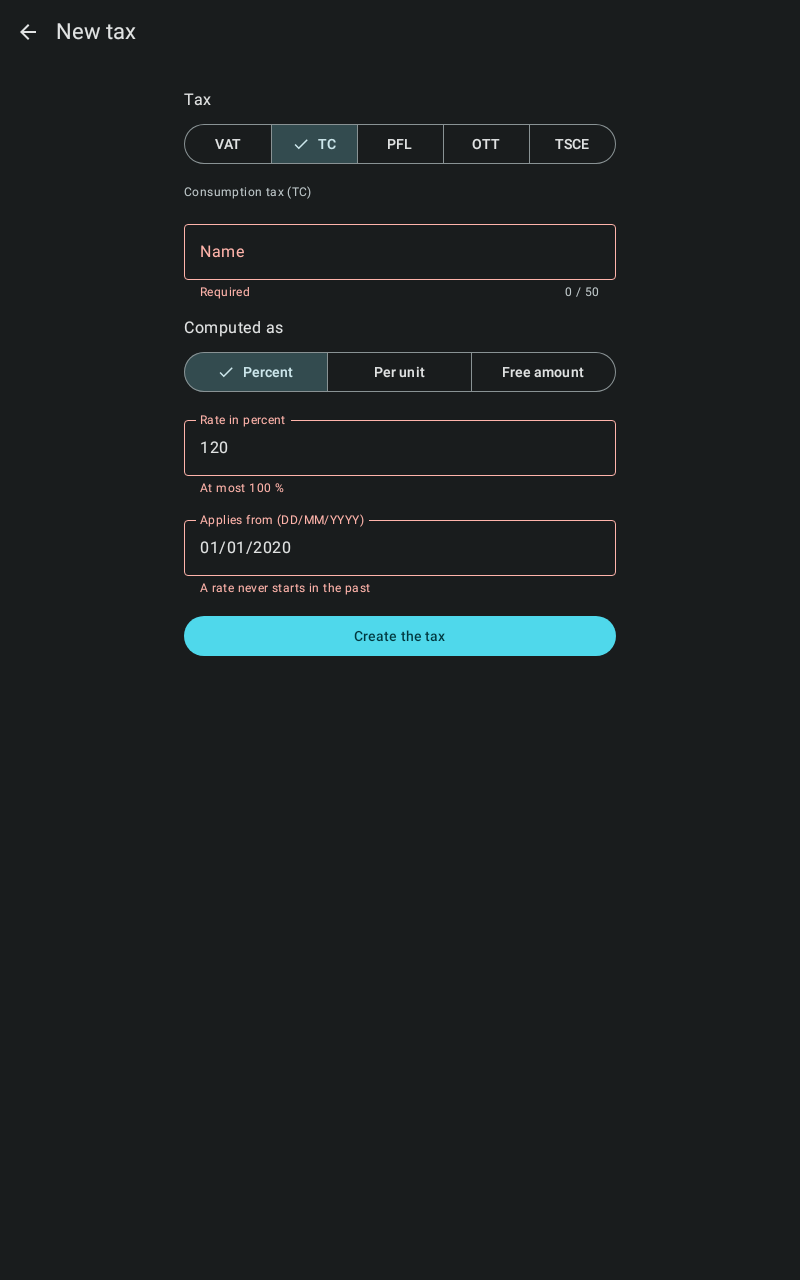 New tax
Tax
VAT TC PFL OTT TSCE
Consumption tax (TC)
Name
Required 0 / 50
Computed as
Percent Per unit Free amount
Rate in percent
120
At most 100 %
Applies from (DD/MM/YYYY)
01/01/2020
A rate never starts in the past
Create the tax